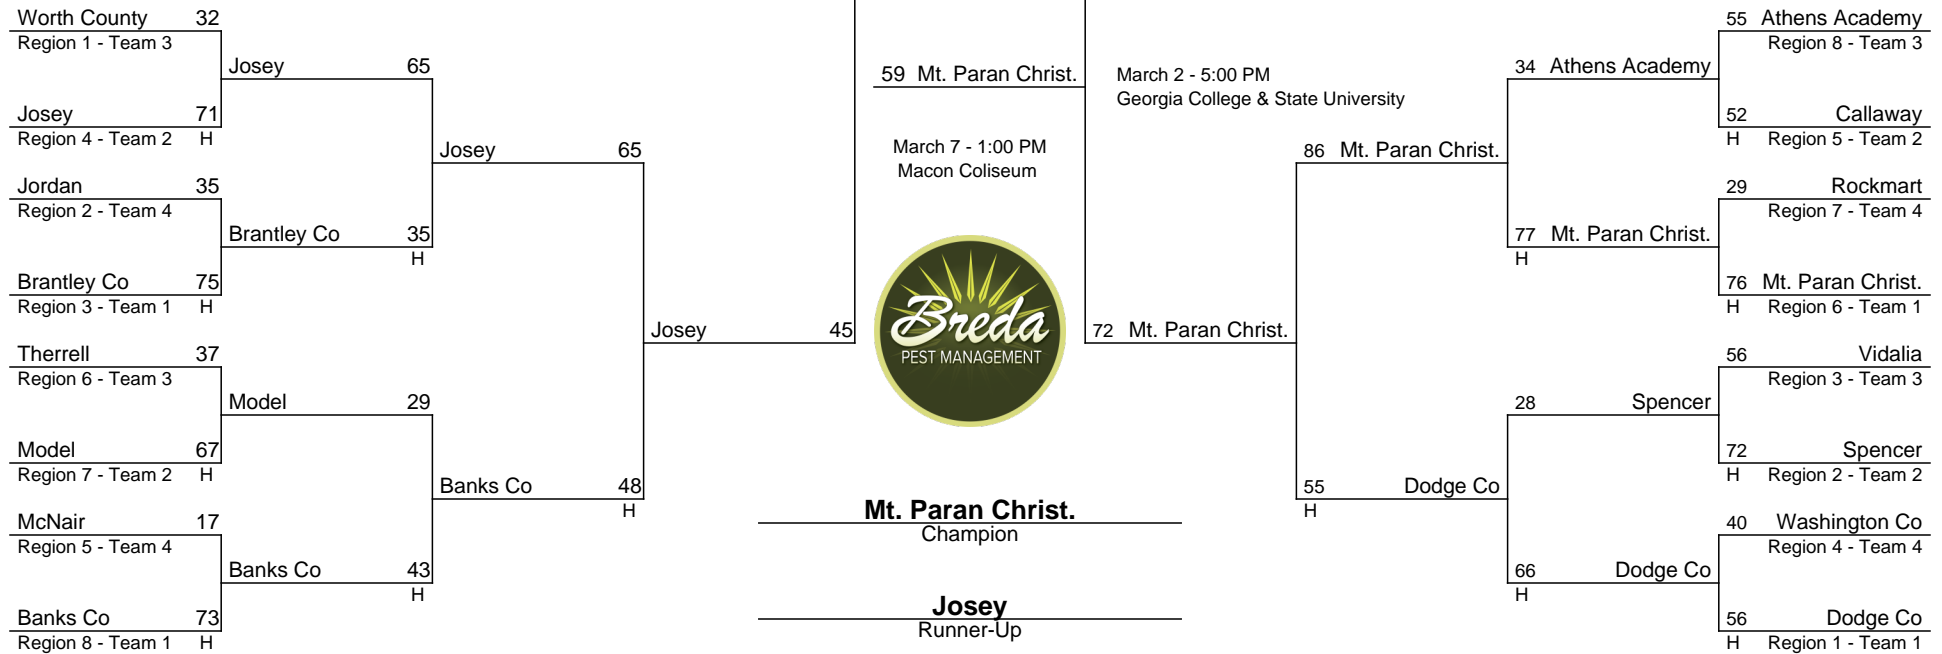 Worth County 32
Region 1 - Team 3
Josey 65
Josey 71
Region 4 - Team 2 H
Josey 65
Jordan 35
Region 2 - Team 4
Brantley Co 35
H
Brantley Co 75
Region 3 - Team 1 H
Josey 45
Therrell 37
Region 6 - Team 3
Model 29
Model 67
Region 7 - Team 2 H
Banks Co 48
H
McNair 17
Region 5 - Team 4
Banks Co 43
H
Banks Co 73
Region 8 - Team 1 H
59 Mt. Paran Christ.
March 7 - 1:00 PM
Macon Coliseum
Breda
PEST MANAGEMENT
Mt. Paran Christ.
Champion
Josey
Runner-Up
March 2 - 5:00 PM
Georgia College & State University
72 Mt. Paran Christ.
86 Mt. Paran Christ.
55 Dodge Co
H
34 Athens Academy
77 Mt. Paran Christ.
H
28 Spencer
66 Dodge Co
H
55 Athens Academy
Region 8 - Team 3
52 Callaway
H Region 5 - Team 2
29 Rockmart
Region 7 - Team 4
76 Mt. Paran Christ.
H Region 6 - Team 1
56 Vidalia
Region 3 - Team 3
72 Spencer
H Region 2 - Team 2
40 Washington Co
Region 4 - Team 4
56 Dodge Co
H Region 1 - Team 1